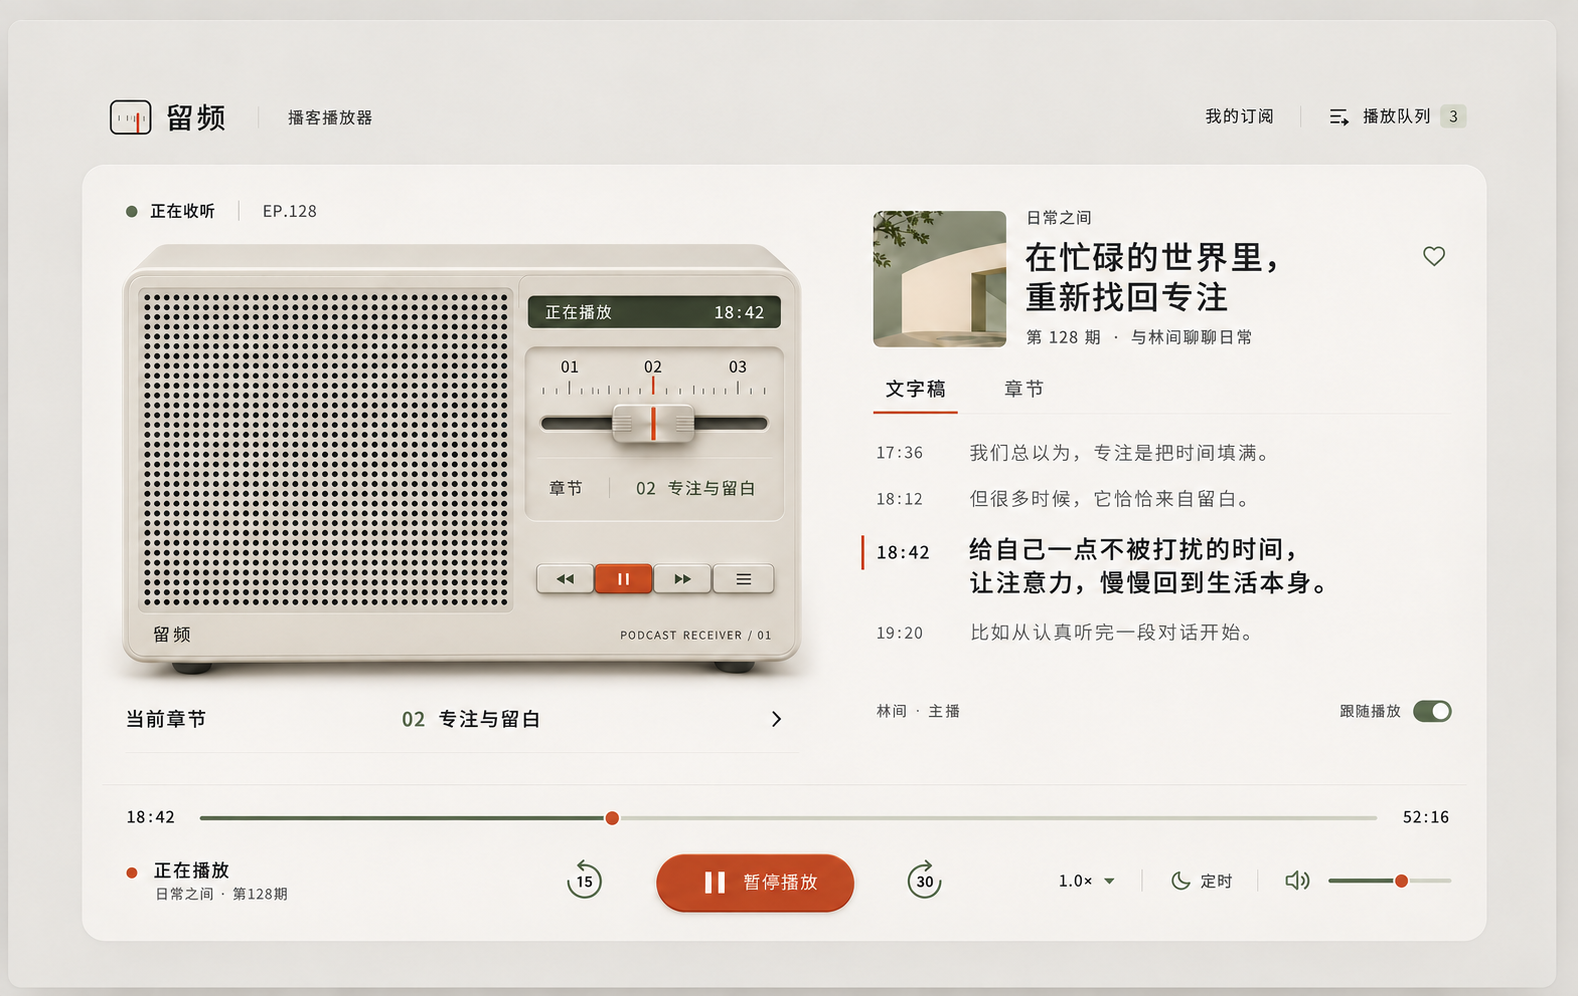 留频 播客播放器
我的订阅 播放队列 3
正在收听 EP.128
正在播放 18:42
01 02 03
章节 02 专注与留白
留频 PODCAST RECEIVER / 01
当前章节 02 专注与留白
日常之间
在忙碌的世界里，
重新找回专注
第 128 期 · 与林间聊聊日常
文字稿 章节
17:36 我们总以为，专注是把时间填满。
18:12 但很多时候，它恰恰来自留白。
18:42 给自己一点不被打扰的时间，
让注意力，慢慢回到生活本身。
19:20 比如从认真听完一段对话开始。
林间 · 主播 跟随播放
18:42 52:16
正在播放
日常之间 · 第128期
15 暂停播放 30
1.0× 定时